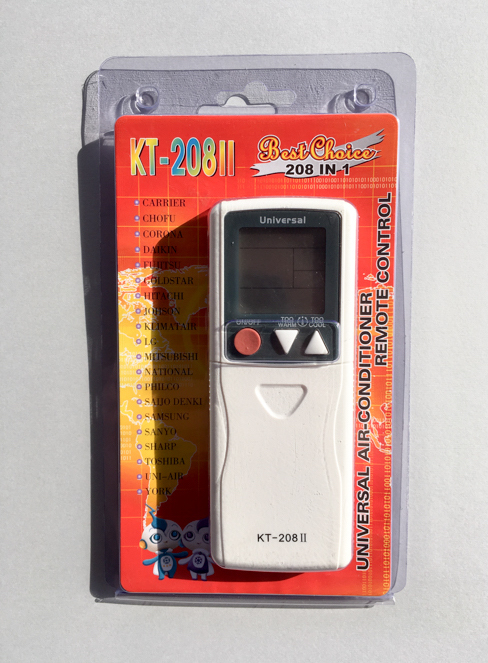 KT-208II
Best Choice
208 IN-1
CARRIER
CHOFU
CORONA
DAIKIN
FUJITSU
GOLDSTAR
HITACHI
JOHSON
KEIMATAIR
LG
MITSUBISHI
NATIONAL
PHILCO
SAIJO DENKI
SAMSUNG
SANYO
SHARP
TOSHIBA
UNI-AIR
YORK
Universal
ON/OFF
TOO WARM
TOO COOL
KT-208II
UNIVERSAL AIR-CONDITIONER
REMOTE CONTROL